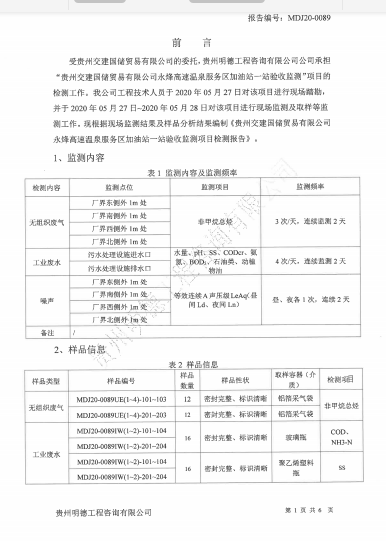 报告编号：MDJ20-0089
前 言
受贵州交建国储贸易有限公司的委托，贵州明德工程咨询有限公司公司承担
“贵州交建国储贸易有限公司永烽高速温泉服务区加油站一站验收监测”项目的
检测工作。我公司工程技术人员于 2020 年 05 月 27 日对该项目进行现场踏勘，
并于 2020 年 05 月 27 日~2020 年 05 月 28 日对该项目进行现场监测及取样等监
测工作。现根据现场监测结果及样品分析结果编制《贵州交建国储贸易有限公司
永烽高速温泉服务区加油站一站验收监测项目检测报告》。
1、监测内容
表 1 监测内容及监测频率
检测内容 监测点位 监测项目 监测频率
无组织废气 厂界东侧外 1m 处 非甲烷总烃 3 次/天，连续监测 2 天
厂界南侧外 1m 处
厂界西侧外 1m 处
厂界北侧外 1m 处
工业废水 污水处理设施进水口 水量、pH、SS、CODcr、氨氮、BOD₅、石油类、动植物油 4 次/天，连续监测 2 天
污水处理设施排水口
噪声 厂界东侧外 1m 处 等效连续 A 声压级 LeAq(昼间 Ld、夜间 Ln) 昼、夜各 1 次，连续 2 天
厂界南侧外 1m 处
厂界西侧外 1m 处
厂界北侧外 1m 处
备注 /
2、样品信息
表 2 样品信息
样品类型 样品编号 样品数量 样品性状 取样容器（介质） 检测项目
无组织废气 MDJ20-0089UE(1~4)-101~103 12 密封完整、标识清晰 铝箔采气袋 非甲烷总烃
MDJ20-0089UE(1~4)-201~203 12 密封完整、标识清晰 铝箔采气袋
工业废水 MDJ20-0089IW(1~2)-101~104 16 密封完整、标识清晰 玻璃瓶 COD、NH3-N
MDJ20-0089IW(1~2)-201~204
MDJ20-0089IW(1~2)-101~104 16 密封完整、标识清晰 聚乙烯塑料瓶 SS
MDJ20-0089IW(1~2)-201~204
贵州明德工程咨询有限公司
第 1 页 共 6 页